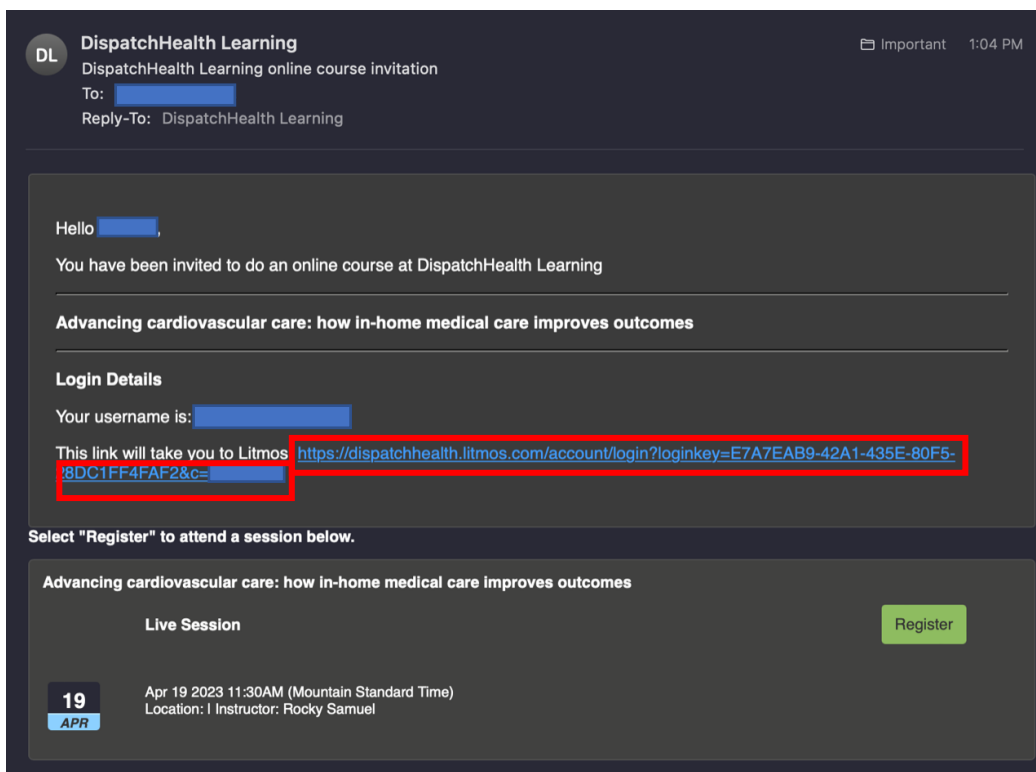 DL
DispatchHealth Learning
Important 1:04 PM
DispatchHealth Learning online course invitation
To:
Reply-To: DispatchHealth Learning
Hello ,
You have been invited to do an online course at DispatchHealth Learning
Advancing cardiovascular care: how in-home medical care improves outcomes
Login Details
Your username is:
This link will take you to Litmos https://dispatchhealth.litmos.com/account/login?loginkey=E7A7EAB9-42A1-435E-80F5-
28DC1FF4FAF2&c=
Select "Register" to attend a session below.
Advancing cardiovascular care: how in-home medical care improves outcomes
Live Session
Register
19
APR
Apr 19 2023 11:30AM (Mountain Standard Time)
Location: I Instructor: Rocky Samuel